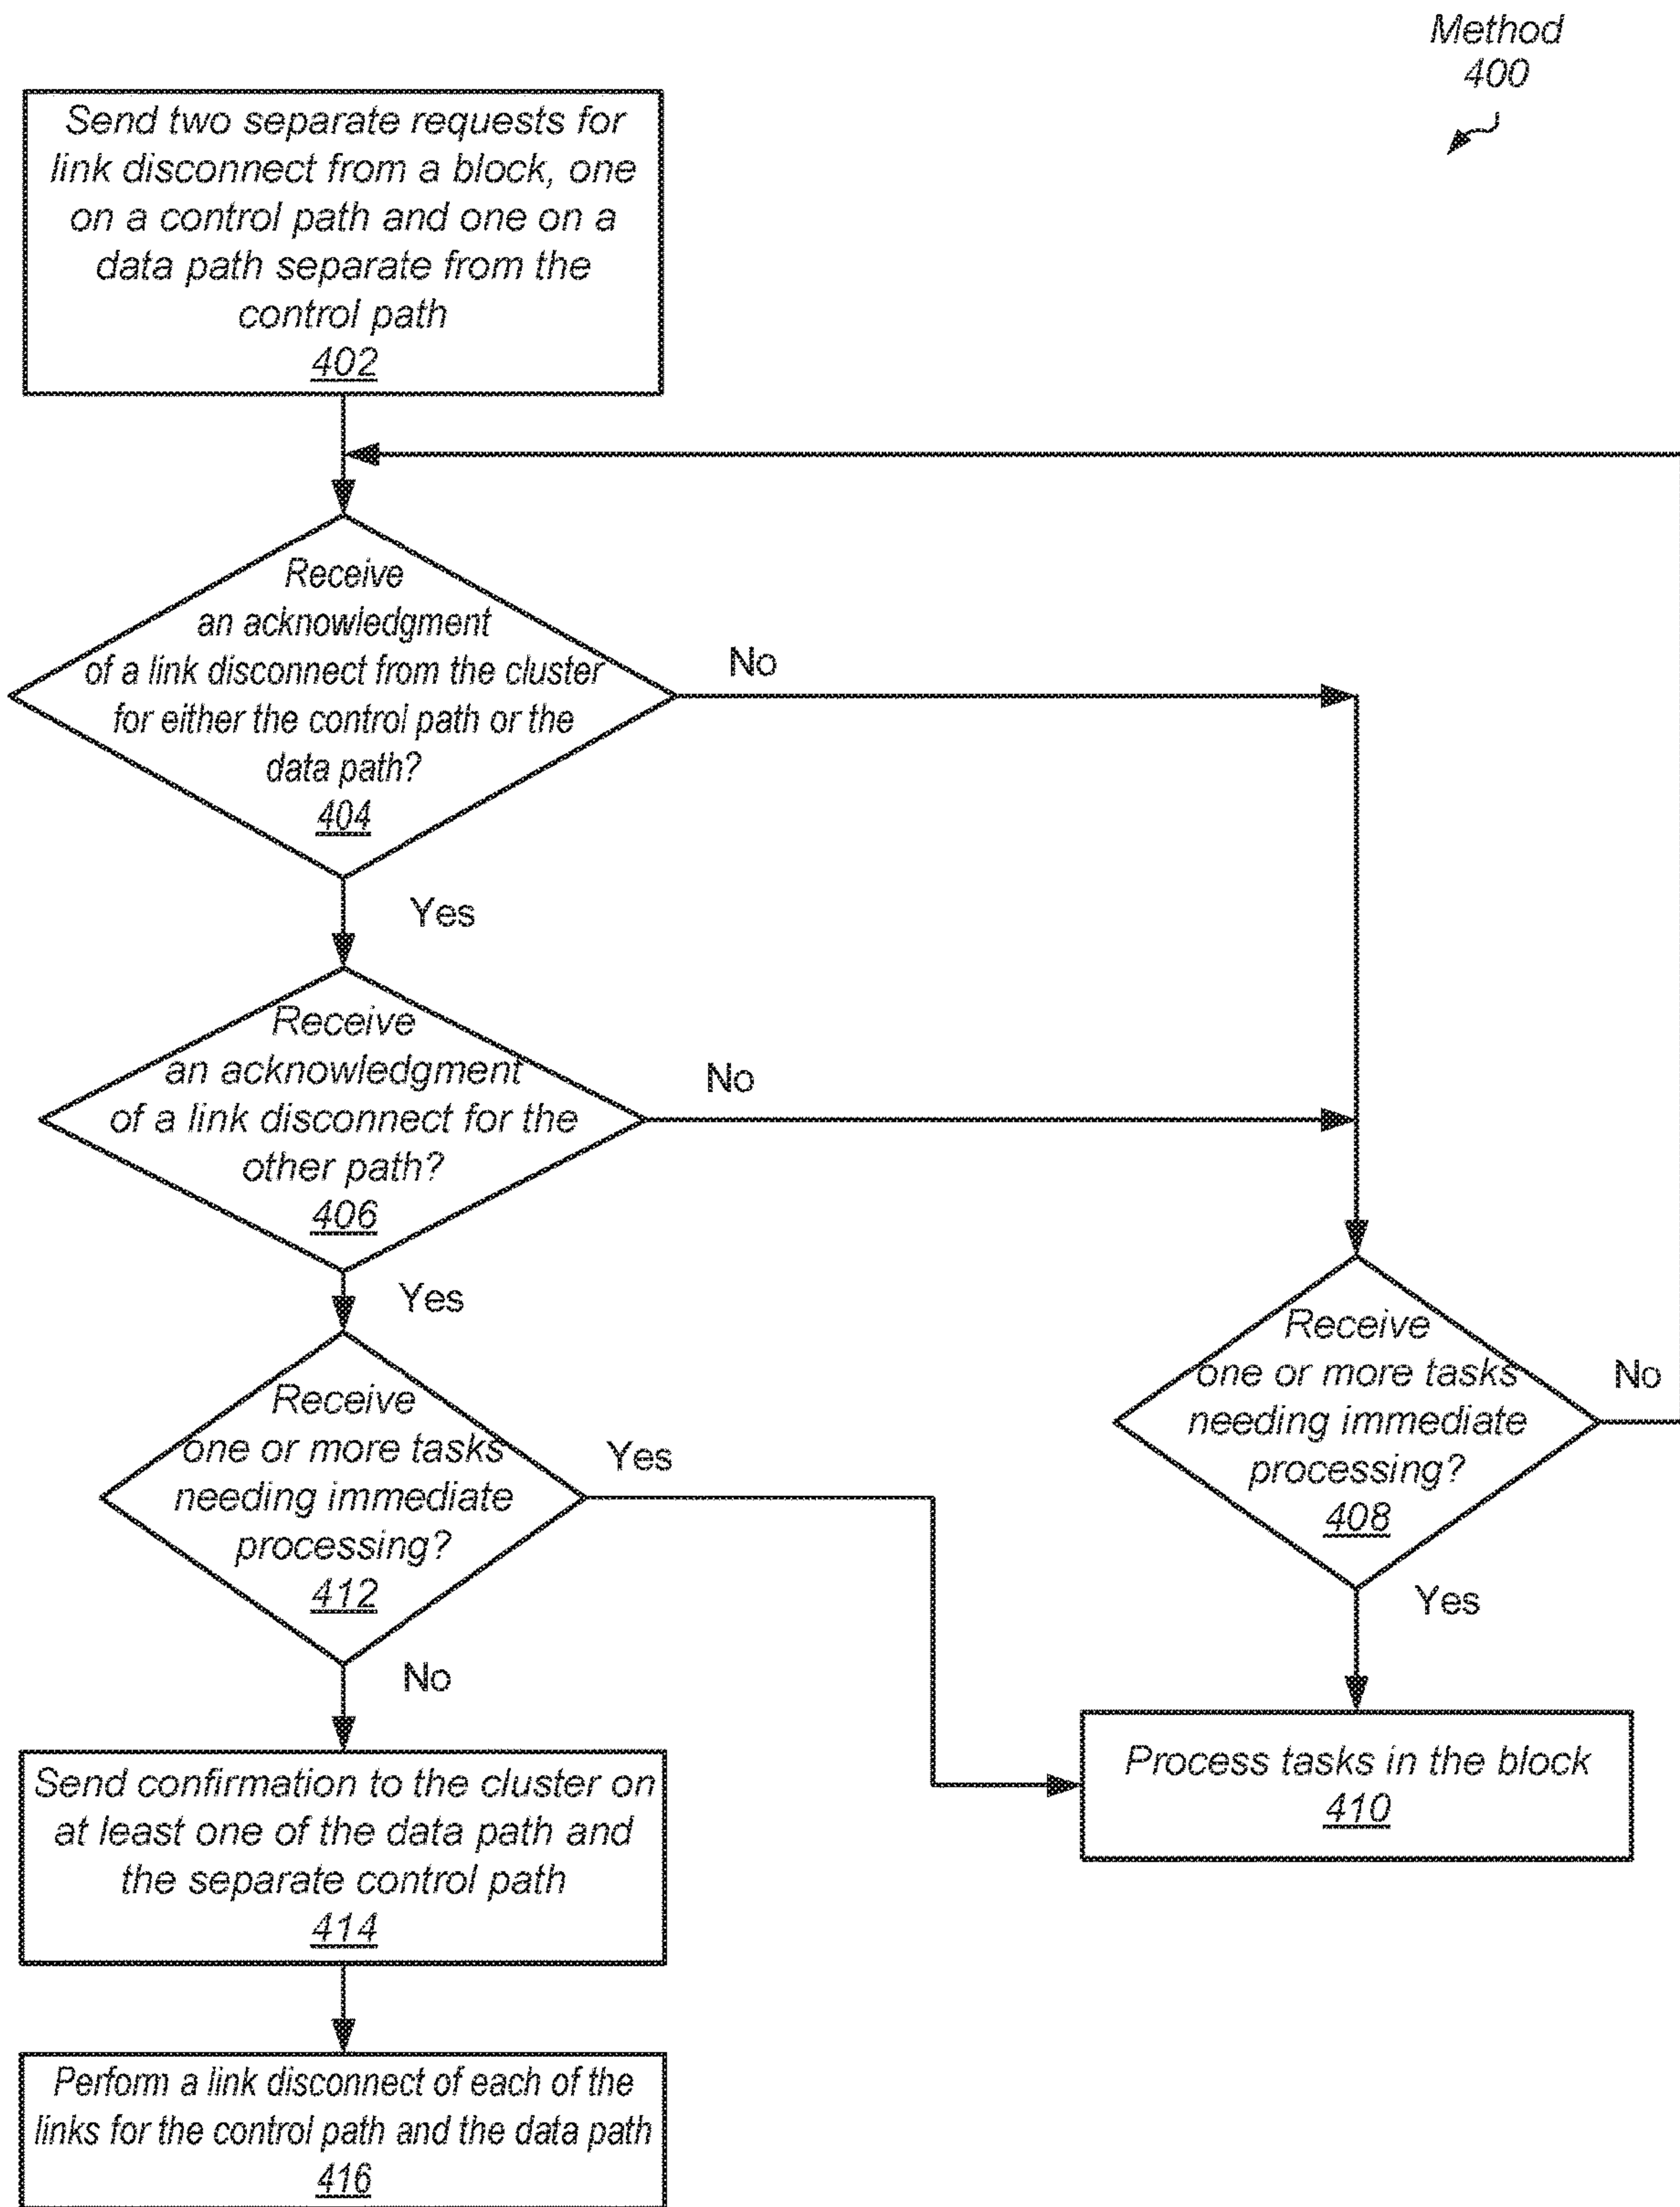 Method
400
Send two separate requests for
link disconnect from a block, one
on a control path and one on a
data path separate from the
control path
402
Receive
an acknowledgment
of a link disconnect from the cluster
for either the control path or the
data path?
404
No
Yes
Receive
an acknowledgment
of a link disconnect for the
other path?
406
No
Yes
Receive
one or more tasks
needing immediate
processing?
408
No
Yes
Receive
one or more tasks
needing immediate
processing?
412
Yes
No
Process tasks in the block
410
Send confirmation to the cluster on
at least one of the data path and
the separate control path
414
Perform a link disconnect of each of the
links for the control path and the data path
416